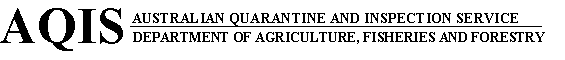 AQIS
AUSTRALIAN QUARANTINE AND INSPECTION SERVICE
DEPARTMENT OF AGRICULTURE, FISHERIES AND FORESTRY